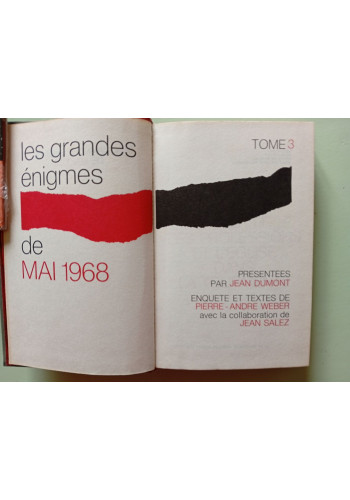 les grandes
énigmes
de
MAI 1968
TOME 3
PRESENTEES
PAR JEAN DUMONT
ENQUETE ET TEXTES DE
PIERRE-ANDRE WEBER
avec la collaboration de
JEAN SALEZ